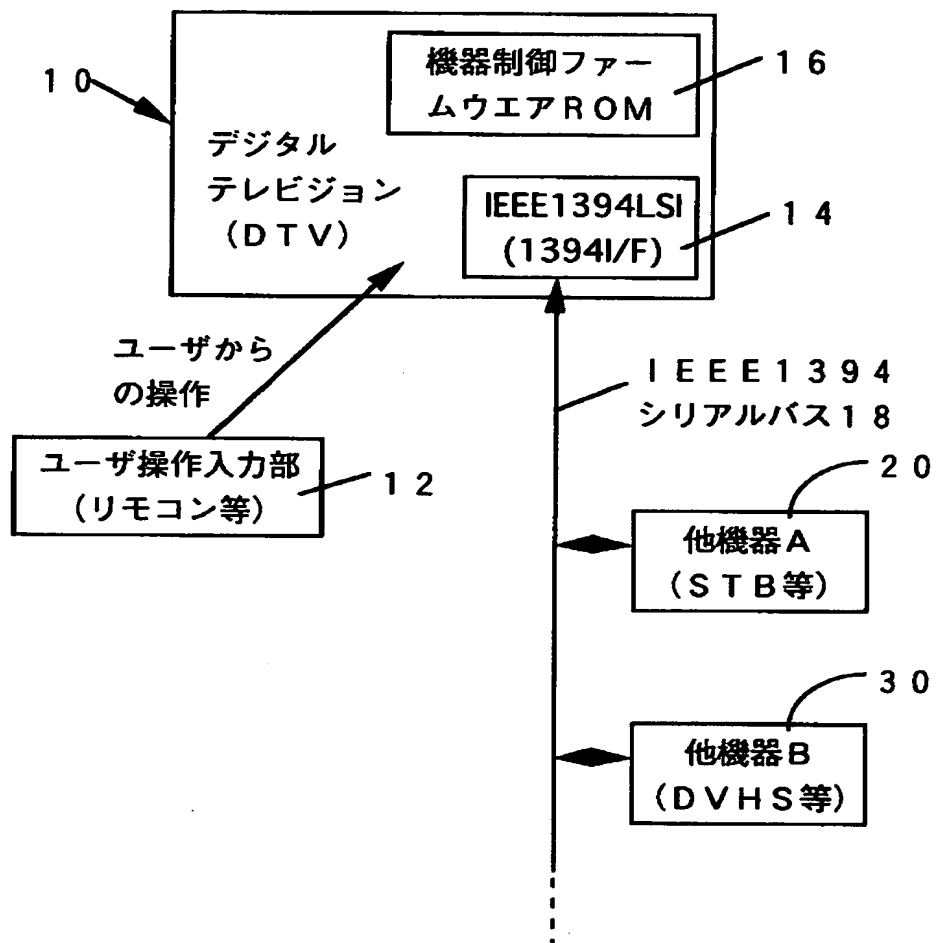 機器制御ファー
ムウエアROM
16
10
デジタル
テレビジョン
(DTV)
IEEE1394LSI
(1394I/F)
14
ユーザから
の操作
IEEE1394
シリアルバス18
ユーザ操作入力部
(リモコン等)
12
20
他機器A
(STB等)
30
他機器B
(DVHS等)